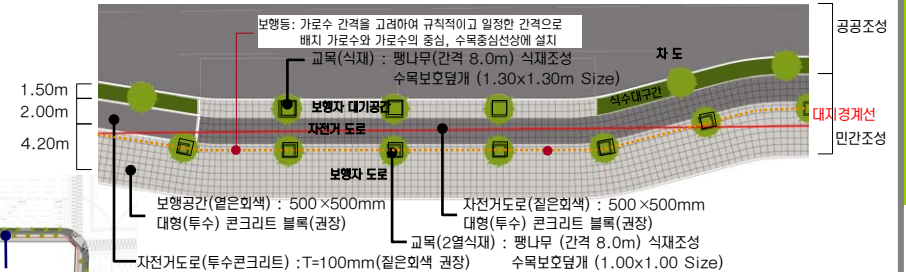 보행등: 가로수 간격을 고려하여 규칙적이고 일정한 간격으로
배치 가로수와 가로수의 중심, 수목중심선상에 설치
공공조성
차 도
교목(식재) : 팽나무(간격 8.0m) 식재조성
수목보호덮개 (1.30x1.30m Size)
1.50m
2.00m
4.20m
식수대구간
보행자 대기공간
자전거 도로
대지경계선
민간조성
보행자 도로
보행공간(옅은회색) : 500×500mm
대형(투수) 콘크리트 블록(권장)
자전거도로(짙은회색) : 500×500mm
대형(투수) 콘크리트 블록(권장)
교목(2열식재) : 팽나무 (간격 8.0m) 식재조성
자전거도로(투수콘크리트) :T=100mm(짙은회색 권장)
수목보호덮개 (1.00x1.00 Size)